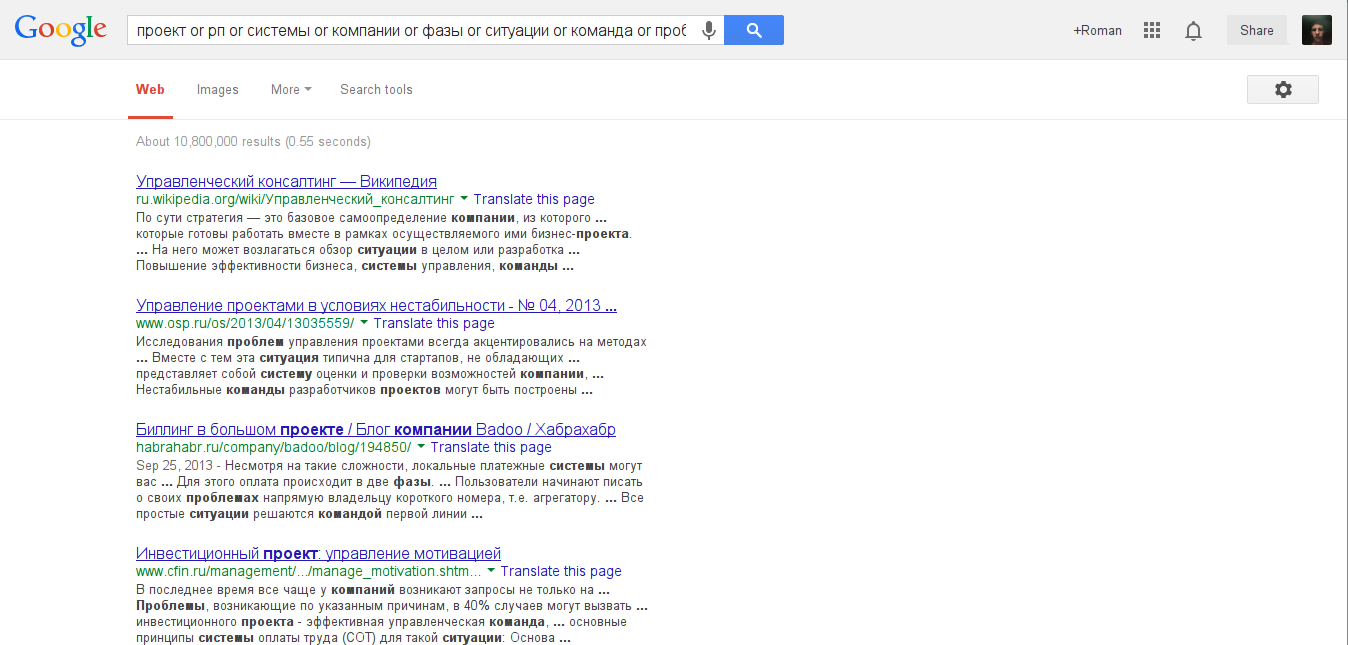 Google
проект or рп or системы or компании or фазы or ситуации or команда or проб
+Roman
Share
Web Images More Search tools
About 10,800,000 results (0.55 seconds)
Управленческий консалтинг — Википедия
ru.wikipedia.org/wiki/Управленческий_консалтинг Translate this page
По сути стратегия — это базовое самоопределение компании, из которого ...
которые готовы работать вместе в рамках осуществляемого ими бизнес-проекта.
... На него может возлагаться обзор ситуации в целом или разработка ...
Повышение эффективности бизнеса, системы управления, команды ...
Управление проектами в условиях нестабильности - № 04, 2013 ...
www.osp.ru/os/2013/04/13035559/ Translate this page
Исследования проблем управления проектами всегда акцентировались на методах
... Вместе с тем эта ситуация типична для стартапов, не обладающих ...
представляет собой систему оценки и проверки возможностей компании, ...
Нестабильные команды разработчиков проектов могут быть построены ...
Биллинг в большом проекте / Блог компании Badoo / Хабрахабр
habrahabr.ru/company/badoo/blog/194850/ Translate this page
Sep 25, 2013 - Несмотря на такие сложности, локальные платежные системы могут
вас ... Для этого оплата происходит в две фазы. ... Пользователи начинают писать
о своих проблемах напрямую владельцу короткого номера, т.е. агрегатору. ... Все
простые ситуации решаются командой первой линии ...
Инвестиционный проект: управление мотивацией
www.cfin.ru/management/.../manage_motivation.shtm... Translate this page
В последнее время все чаще у компаний возникают запросы не только на ...
Проблемы, возникающие по указанным причинам, в 40% случаев могут вызвать ...
инвестиционного проекта - эффективная управленческая команда, ... основные
принципы системы оплаты труда (СОТ) для такой ситуации: Основа ...